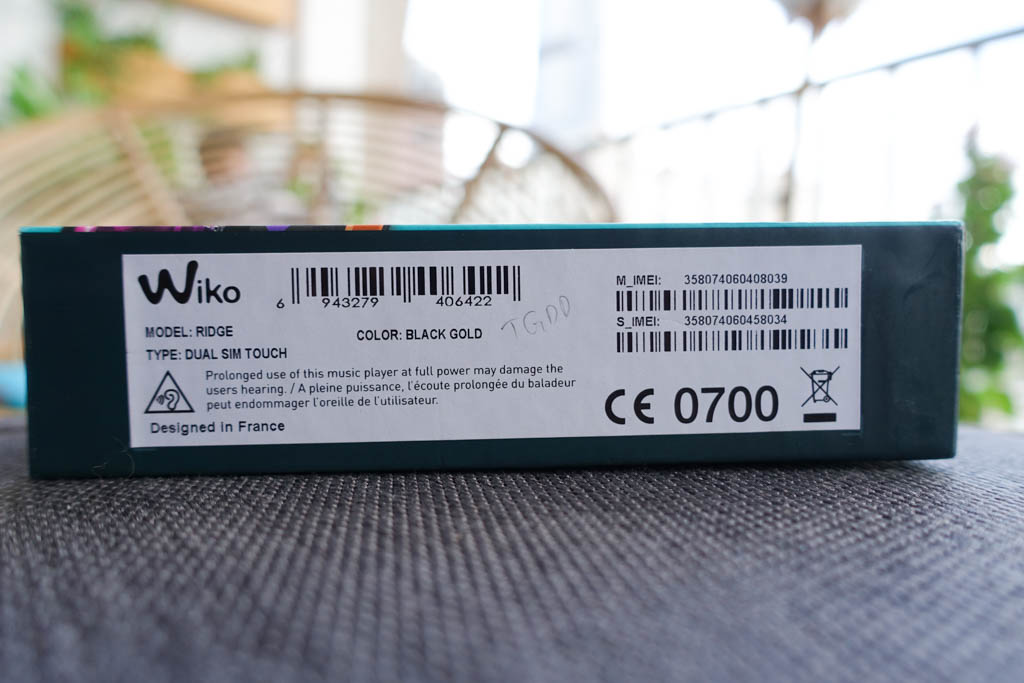 Wiko
6 943279 406422
M_IMEI: 358074060408039
S_IMEI: 358074060458034
MODEL: RIDGE
COLOR: BLACK GOLD
TGDD
TYPE: DUAL SIM TOUCH
Prolonged use of this music player at full power may damage the
users hearing. / A pleine puissance, l'écoute prolongée du baladeur
peut endommager l'oreille de l'utilisateur.
Designed in France
CE 0700